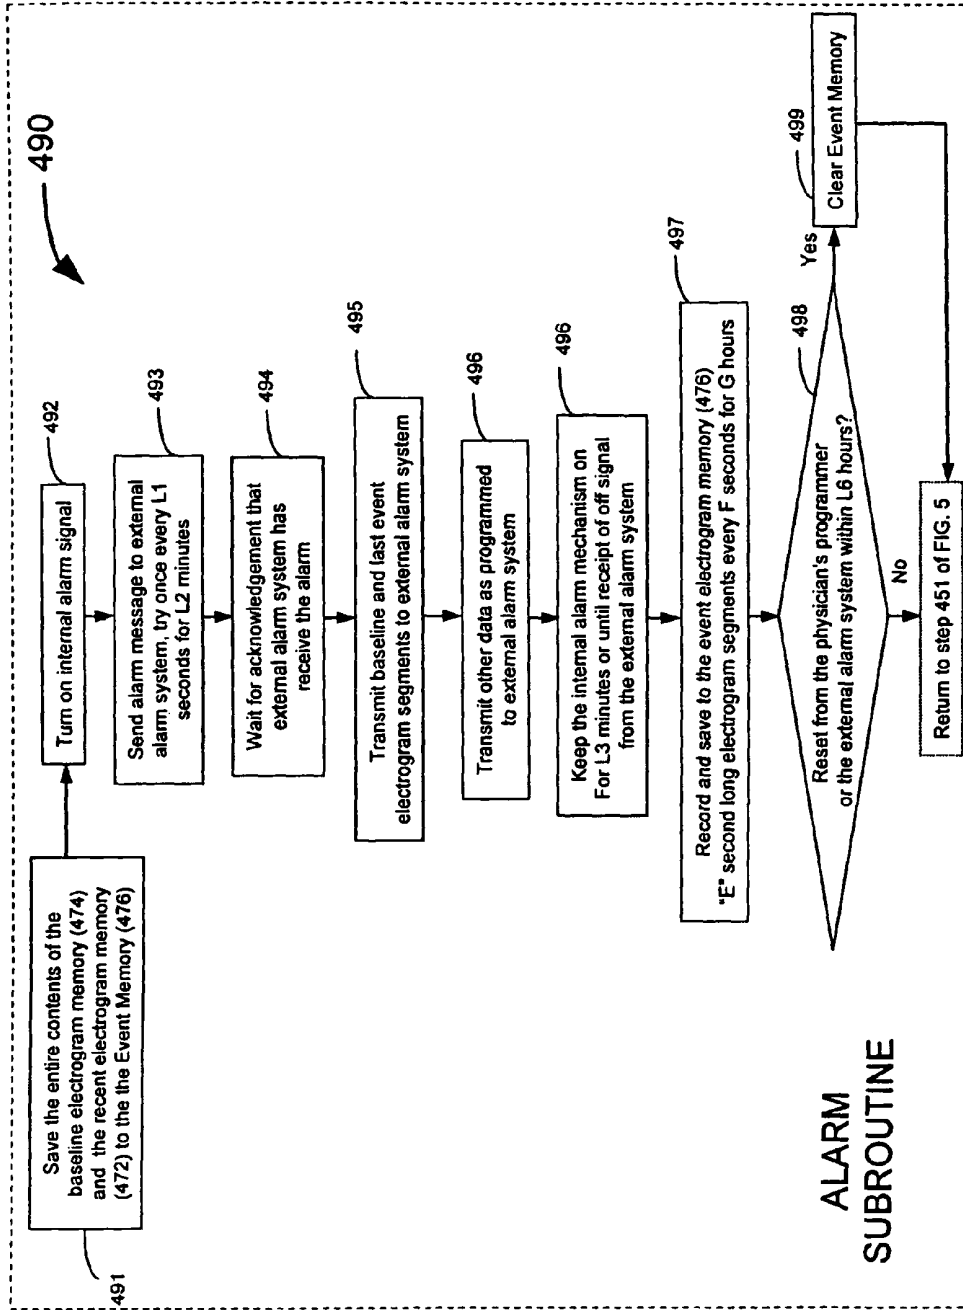 490
Save the entire contents of the
baseline electrogram memory (474)
and the recent electrogram memory
(472) to the the Event Memory (476)
491
Turn on internal alarm signal
492
Send alarm message to external
alarm system, try once every L1
seconds for L2 minutes
493
Wait for acknowledgement that
external alarm system has
receive the alarm
494
Transmit baseline and last event
electrogram segments to external alarm system
495
Transmit other data as programmed
to external alarm system
496
Keep the internal alarm mechanism on
For L3 minutes or until receipt of off signal
from the external alarm system
496
Record and save to the event electrogram memory (476)
"E" second long electrogram segments every F seconds for G hours
497
Reset from the physician's programmer
or the external alarm system within L6 hours?
498
Yes
Clear Event Memory
499
No
Return to step 451 of FIG. 5
ALARM
SUBROUTINE